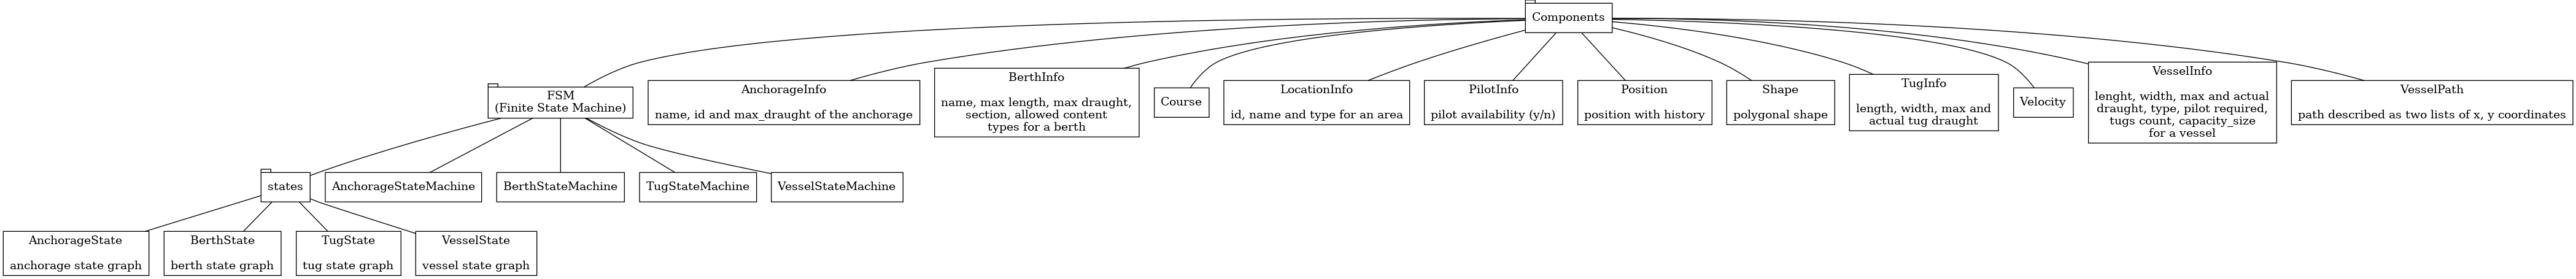 Components
FSM
(Finite State Machine)
AnchorageInfo
name, id and max_draught of the anchorage
BerthInfo
name, max length, max draught,
section, allowed content
types for a berth
Course
LocationInfo
id, name and type for an area
PilotInfo
pilot availability (y/n)
Position
position with history
Shape
polygonal shape
TugInfo
length, width, max and
actual tug draught
Velocity
VesselInfo
lenght, width, max and actual
draught, type, pilot required,
tugs count, capacity_size
for a vessel
VesselPath
path described as two lists of x, y coordinates
states
AnchorageStateMachine
BerthStateMachine
TugStateMachine
VesselStateMachine
AnchorageState
anchorage state graph
BerthState
berth state graph
TugState
tug state graph
VesselState
vessel state graph